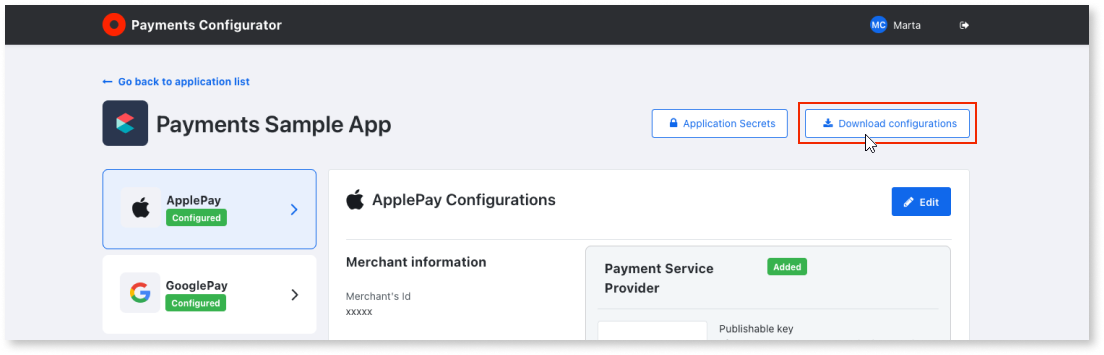 Payments Configurator
MC Marta
← Go back to application list
Payments Sample App
Application Secrets
Download configurations
ApplePay
Configured
GooglePay
Configured
ApplePay Configurations
Edit
Merchant information
Merchant's Id
xxxxx
Payment Service
Provider
Added
Publishable key